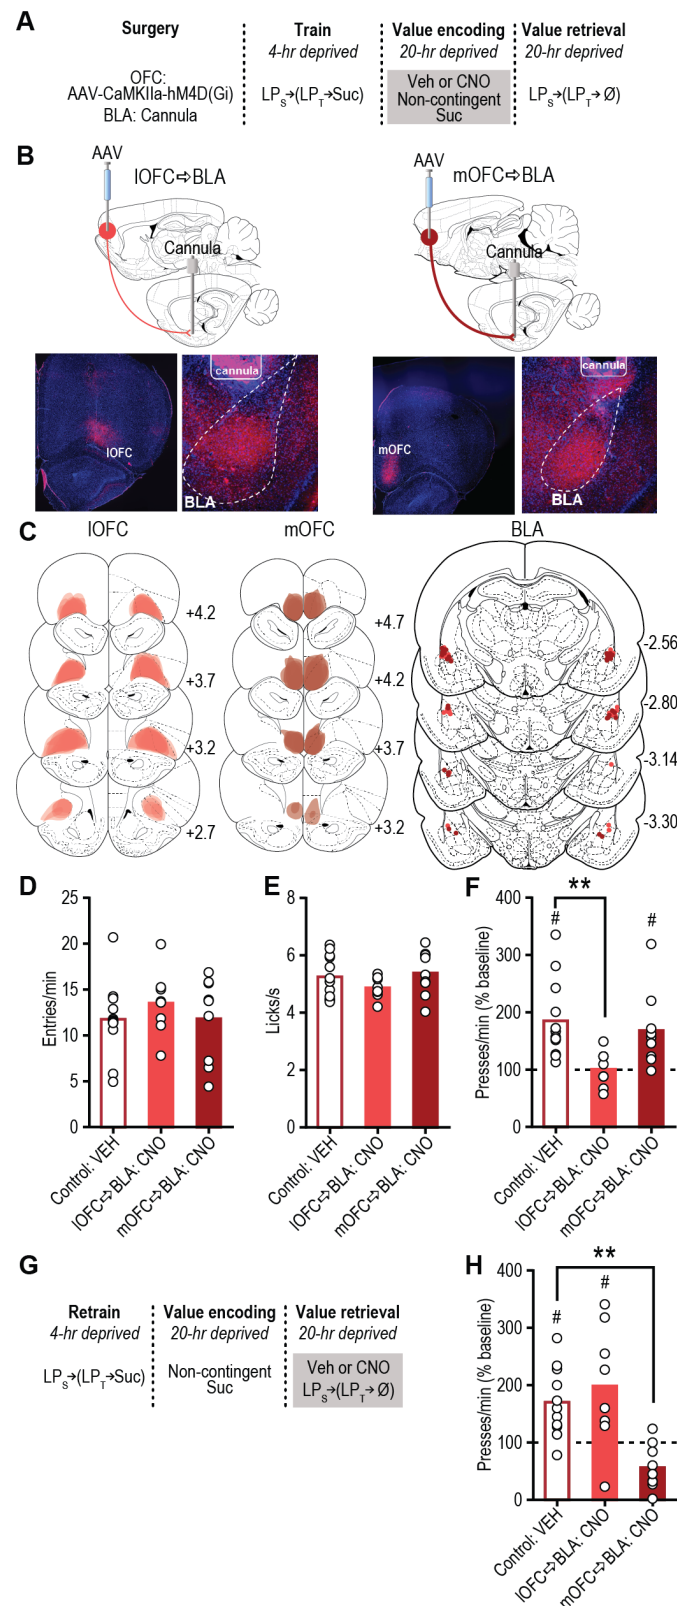 A
Surgery
Train
Value encoding
Value retrieval
4-hr deprived
20-hr deprived
20-hr deprived
OFC:
AAV-CaMKIIa-hM4D(Gi)
BLA: Cannula
LPS→(LPT→Suc)
Veh or CNO
Non-contingent
Suc
LPS→(LPT→Ø)
B
AAV
lOFC⇨BLA
Cannula
AAV
mOFC⇨BLA
Cannula
lOFC
cannula
BLA
mOFC
cannula
BLA
C
lOFC
mOFC
BLA
+4.2
+3.7
+3.2
+2.7
+4.7
+4.2
+3.7
+3.2
-2.56
-2.80
-3.14
-3.30
D
Entries/min
25
20
15
10
5
0
Control: VEH
lOFC⇨BLA: CNO
mOFC⇨BLA: CNO
E
Licks/s
8
6
4
2
0
Control: VEH
lOFC⇨BLA: CNO
mOFC⇨BLA: CNO
F
Presses/min (% baseline)
400
300
200
100
0
**
#
#
Control: VEH
lOFC⇨BLA: CNO
mOFC⇨BLA: CNO
G
Retrain
Value encoding
Value retrieval
4-hr deprived
20-hr deprived
20-hr deprived
LPS→(LPT→Suc)
Non-contingent
Suc
Veh or CNO
LPS→(LPT→Ø)
H
Presses/min (% baseline)
400
300
200
100
0
**
#
#
Control: VEH
lOFC⇨BLA: CNO
mOFC⇨BLA: CNO